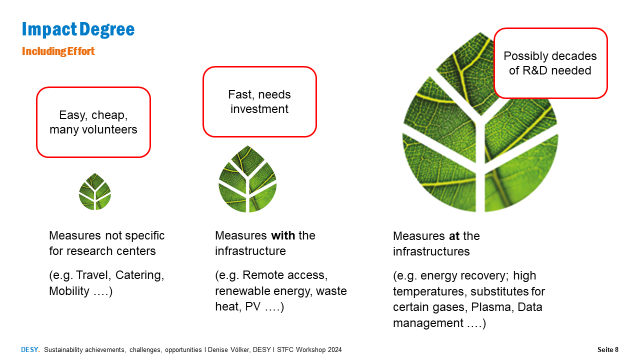 Impact Degree
Including Effort
Easy, cheap,
many volunteers
Fast, needs
investment
Possibly decades
of R&D needed
Measures not specific
for research centers
(e.g. Travel, Catering,
Mobility ….)
Measures with the
infrastructure
(e.g. Remote access,
renewable energy, waste
heat, PV ….)
Measures at the
infrastructures
(e.g. energy recovery; high
temperatures, substitutes for
certain gases, Plasma, Data
management ….)
DESY. Sustainability achievements, challenges, opportunities I Denise Völker, DESY I STFC Workshop 2024
Seite 8